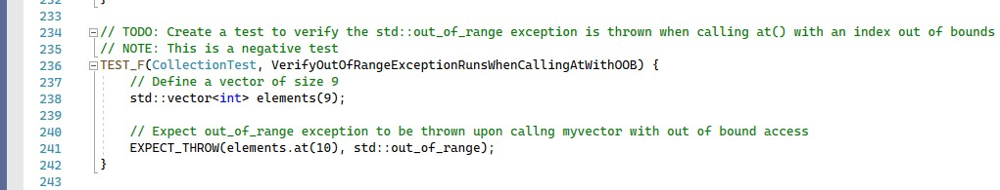 233
234 // TODO: Create a test to verify the std::out_of_range exception is thrown when calling at() with an index out of bounds
235 // NOTE: This is a negative test
236 TEST_F(CollectionTest, VerifyOutOfRangeExceptionRunsWhenCallingAtWithOOB) {
237 // Define a vector of size 9
238 std::vector<int> elements(9);
239
240 // Expect out_of_range exception to be thrown upon callng myvector with out of bound access
241 EXPECT_THROW(elements.at(10), std::out_of_range);
242 }
243